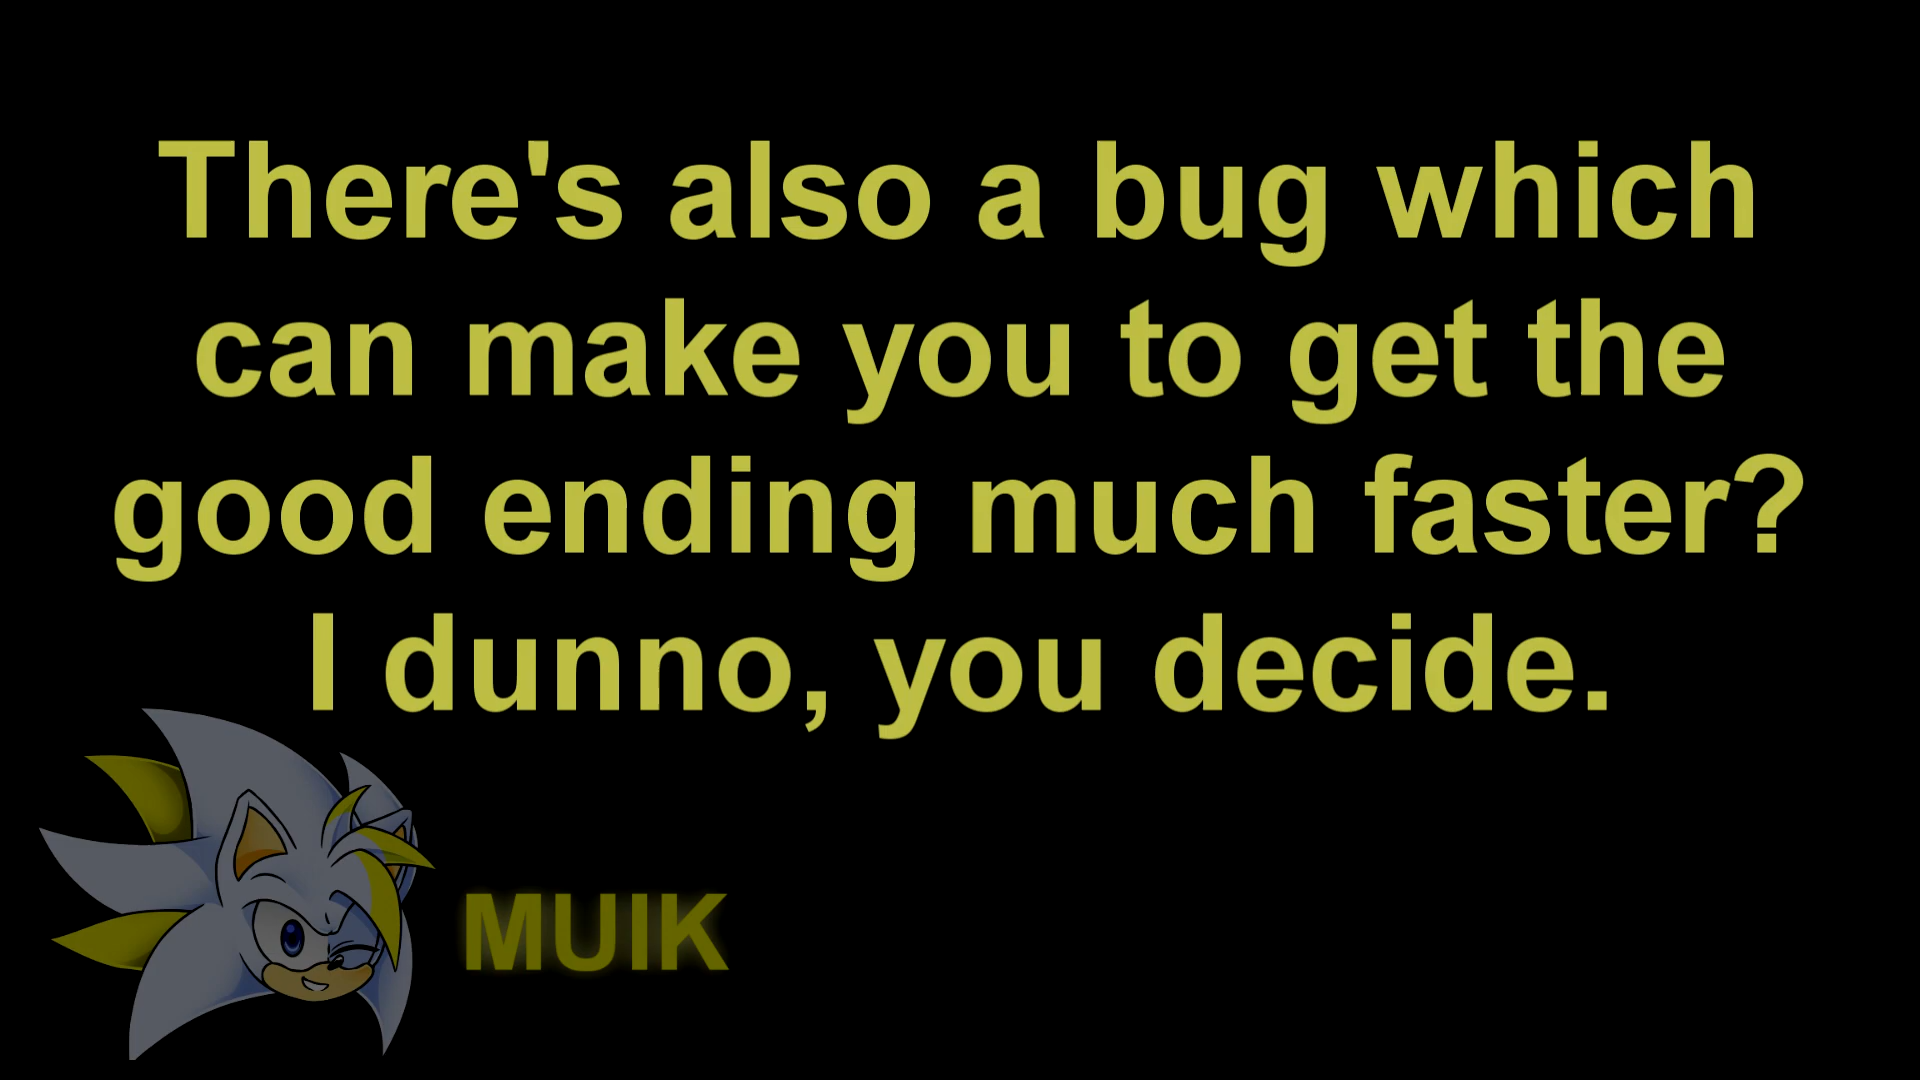 There's also a bug which
can make you to get the
good ending much faster?
I dunno, you decide.
MUIK